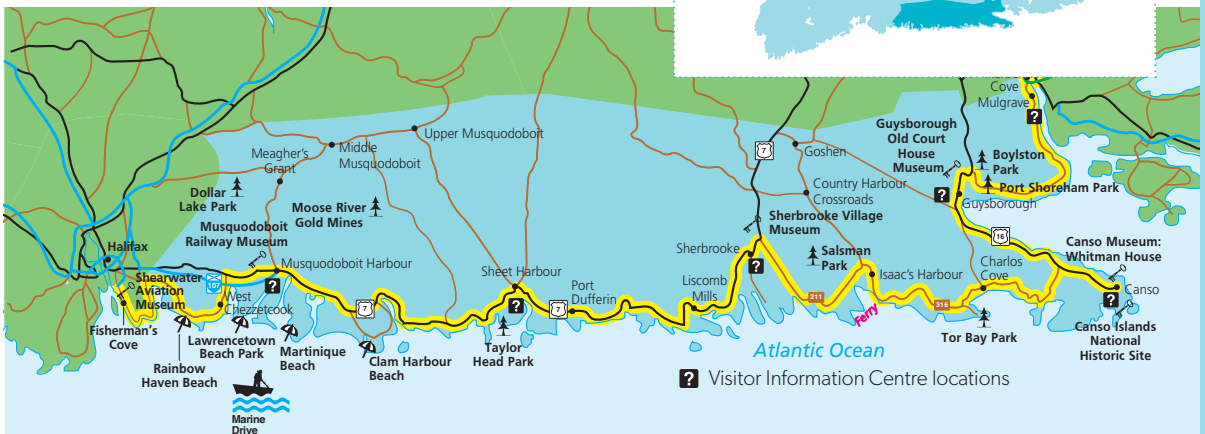 Cove
Mulgrave
?
Guysborough
Old Court
House
Museum
Boylston
Park
Port Shoreham Park
?
Guysborough
16
Canso Museum:
Whitman House
Charlos
Cove
Canso
?
Canso Islands
National
Historic Site
Tor Bay Park
316
Isaac's Harbour
Ferry
211
Salsman
Park
Goshen
Country Harbour
Crossroads
7
Sherbrooke Village
Museum
Sherbrooke
?
Liscomb
Mills
Port
Dufferin
7
Sheet Harbour
?
Taylor
Head Park
Upper Musquodoboit
Middle
Musquodoboit
Meagher's
Grant
Dollar
Lake Park
Moose River
Gold Mines
Musquodoboit
Railway Museum
Musquodoboit Harbour
?
7
Halifax
107
Shearwater
Aviation
Museum
West
Chezzetcook
Fisherman's
Cove
Rainbow
Haven Beach
Lawrencetown
Beach Park
Martinique
Beach
Clam Harbour
Beach
Marine
Drive
Atlantic Ocean
? Visitor Information Centre locations